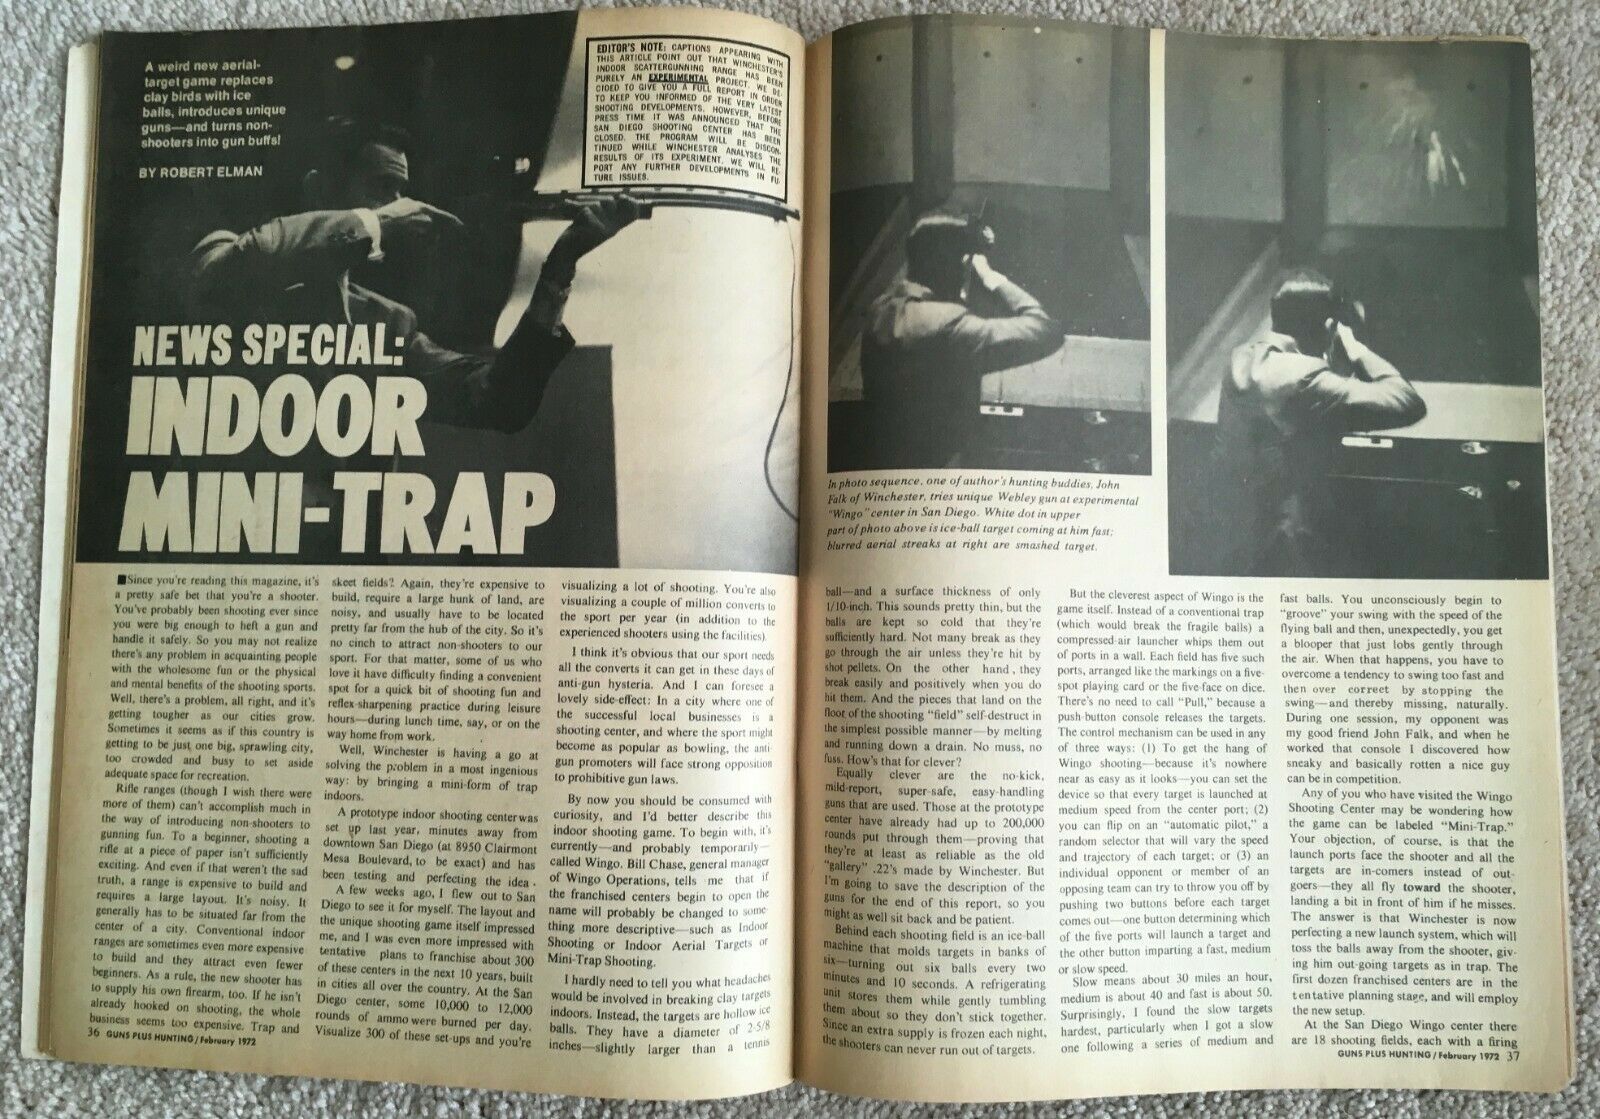 A weird new aerial-
target game replaces
clay birds with ice
balls, introduces unique
guns—and turns non-
shooters into gun buffs!
BY ROBERT ELMAN
EDITOR'S NOTE: CAPTIONS APPEARING WITH
THIS ARTICLE POINT OUT THAT WINCHESTER'S
INDOOR SCATTERGUNNING RANGE HAS BEEN
PURELY AN EXPERIMENTAL PROJECT. WE DE-
CIDED TO GIVE YOU A FULL REPORT IN ORDER
TO KEEP YOU INFORMED OF THE VERY LATEST
SHOOTING DEVELOPMENTS. HOWEVER, BEFORE
PRESS TIME IT WAS ANNOUNCED THAT THE
SAN DIEGO SHOOTING CENTER HAS BEEN
CLOSED. THE PROGRAM WILL BE DISCON-
TINUED WHILE WINCHESTER ANALYSES THE
RESULTS OF ITS EXPERIMENT. WE WILL RE-
PORT ANY FURTHER DEVELOPMENTS IN FU-
TURE ISSUES.
NEWS SPECIAL:
INDOOR
MINI-TRAP
■Since you're reading this magazine, it's
a pretty safe bet that you're a shooter.
You've probably been shooting ever since
you were big enough to heft a gun and
handle it safely. So you may not realize
there's any problem in acquainting people
with the wholesome fun or the physical
and mental benefits of the shooting sports.
Well, there's a problem, all right, and it's
getting tougher as our cities grow.
Sometimes it seems as if this country is
getting to be just one big, sprawling city,
too crowded and busy to set aside
adequate space for recreation.
Rifle ranges (though I wish there were
more of them) can't accomplish much in
the way of introducing non-shooters to
gunning fun. To a beginner, shooting a
rifle at a piece of paper isn't sufficiently
exciting. And even if that weren't the sad
truth, a range is expensive to build and
requires a large layout. It's noisy. It
generally has to be situated far from the
center of a city. Conventional indoor
ranges are sometimes even more expensive
to build and they attract even fewer
beginners. As a rule, the new shooter has
to supply his own firearm, too. If he isn't
already hooked on shooting, the whole
business seems too expensive. Trap and
36 GUNS PLUS HUNTING/February 1972
skeet fields? Again, they're expensive to
build, require a large hunk of land, are
noisy, and usually have to be located
pretty far from the hub of the city. So it's
no cinch to attract non-shooters to our
sport. For that matter, some of us who
love it have difficulty finding a convenient
spot for a quick bit of shooting fun and
reflex-sharpening practice during leisure
hours—during lunch time, say, or on the
way home from work.
Well, Winchester is having a go at
solving the problem in a most ingenious
way: by bringing a mini-form of trap
indoors.
A prototype indoor shooting center was
set up last year, minutes away from
downtown San Diego (at 8950 Clairmont
Mesa Boulevard, to be exact) and has
been testing and perfecting the idea.
A few weeks ago, I flew out to San
Diego to see it for myself. The layout and
the unique shooting game itself impressed
me, and I was even more impressed with
tentative plans to franchise about 300
of these centers in the next 10 years, built
in cities all over the country. At the San
Diego center, some 10,000 to 12,000
rounds of ammo were burned per day.
Visualize 300 of these set-ups and you're
visualizing a lot of shooting. You're also
visualizing a couple of million converts to
the sport per year (in addition to the
experienced shooters using the facilities).
I think it's obvious that our sport needs
all the converts it can get in these days of
anti-gun hysteria. And I can foresee a
lovely side-effect: In a city where one of
the successful local businesses is a
shooting center, and where the sport might
become as popular as bowling, the anti-
gun promoters will face strong opposition
to prohibitive gun laws.
By now you should be consumed with
curiosity, and I'd better describe this
indoor shooting game. To begin with, it's
currently—and probably temporarily—
called Wingo. Bill Chase, general manager
of Wingo Operations, tells me that if
the franchised centers begin to open the
name will probably be changed to some-
thing more descriptive—such as Indoor
Shooting or Indoor Aerial Targets or
Mini-Trap Shooting.
I hardly need to tell you what headaches
would be involved in breaking clay targets
indoors. Instead, the targets are hollow ice
balls. They have a diameter of 2-5/8
inches—slightly larger than a tennis
In photo sequence, one of author's hunting buddies, John
Falk of Winchester, tries unique Webley gun at experimental
"Wingo" center in San Diego. White dot in upper
part of photo above is ice-ball target coming at him fast;
blurred aerial streaks at right are smashed target.
ball—and a surface thickness of only
1/10-inch. This sounds pretty thin, but the
balls are kept so cold that they're
sufficiently hard. Not many break as they
go through the air unless they're hit by
shot pellets. On the other hand, they
break easily and positively when you do
hit them. And the pieces that land on the
floor of the shooting "field" self-destruct in
the simplest possible manner—by melting
and running down a drain. No muss, no
fuss. How's that for clever?
Equally clever are the no-kick,
mild-report, super-safe, easy-handling
guns that are used. Those at the prototype
center have already had up to 200,000
rounds put through them—proving that
they're at least as reliable as the old
"gallery" .22's made by Winchester. But
I'm going to save the description of the
guns for the end of this report, so you
might as well sit back and be patient.
Behind each shooting field is an ice-ball
machine that molds targets in banks of
six—turning out six balls every two
minutes and 10 seconds. A refrigerating
unit stores them while gently tumbling
them about so they don't stick together.
Since an extra supply is frozen each night,
the shooters can never run out of targets.
But the cleverest aspect of Wingo is the
game itself. Instead of a conventional trap
(which would break the fragile balls) a
compressed-air launcher whips them out
of ports in a wall. Each field has five such
ports, arranged like the markings on a five-
spot playing card or the five-face on dice.
There's no need to call "Pull," because a
push-button console releases the targets.
The control mechanism can be used in any
of three ways: (1) To get the hang of
Wingo shooting—because it's nowhere
near as easy as it looks—you can set the
device so that every target is launched at
medium speed from the center port; (2)
you can flip on an "automatic pilot," a
random selector that will vary the speed
and trajectory of each target; or (3) an
individual opponent or member of an
opposing team can try to throw you off by
pushing two buttons before each target
comes out—one button determining which
of the five ports will launch a target and
the other button imparting a fast, medium
or slow speed.
Slow means about 30 miles an hour,
medium is about 40 and fast is about 50.
Surprisingly, I found the slow targets
hardest, particularly when I got a slow
one following a series of medium and
fast balls. You unconsciously begin to
"groove" your swing with the speed of the
flying ball and then, unexpectedly, you get
a blooper that just lobs gently through
the air. When that happens, you have to
overcome a tendency to swing too fast and
then over correct by stopping the
swing—and thereby missing, naturally.
During one session, my opponent was
my good friend John Falk, and when he
worked that console I discovered how
sneaky and basically rotten a nice guy
can be in competition.
Any of you who have visited the Wingo
Shooting Center may be wondering how
the game can be labeled "Mini-Trap."
Your objection, of course, is that the
launch ports face the shooter and all the
targets are in-comers instead of out-
goers—they all fly toward the shooter,
landing a bit in front of him if he misses.
The answer is that Winchester is now
perfecting a new launch system, which will
toss the balls away from the shooter, giv-
ing him out-going targets as in trap. The
first dozen franchised centers are in the
tentative planning stage, and will employ
the new setup.
At the San Diego Wingo center there
are 18 shooting fields, each with a firing
GUNS PLUS HUNTING/February 1972 37